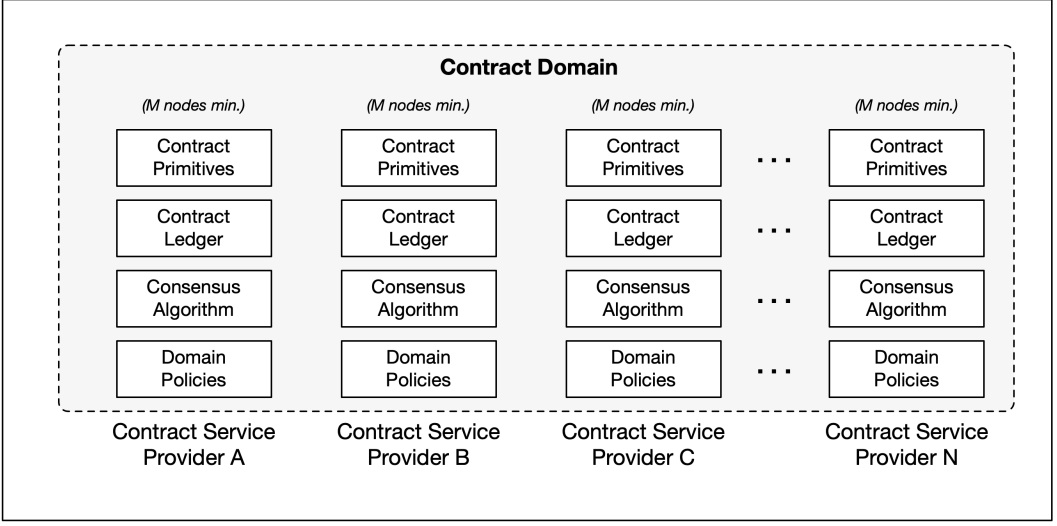 Contract Domain
(M nodes min.) (M nodes min.) (M nodes min.) (M nodes min.)
Contract Contract Contract Contract
Primitives Primitives Primitives ... Primitives
Contract Contract Contract Contract
Ledger Ledger Ledger ... Ledger
Consensus Consensus Consensus Consensus
Algorithm Algorithm Algorithm ... Algorithm
Domain Domain Domain Domain
Policies Policies Policies ... Policies
Contract Service Contract Service Contract Service Contract Service
Provider A Provider B Provider C Provider N